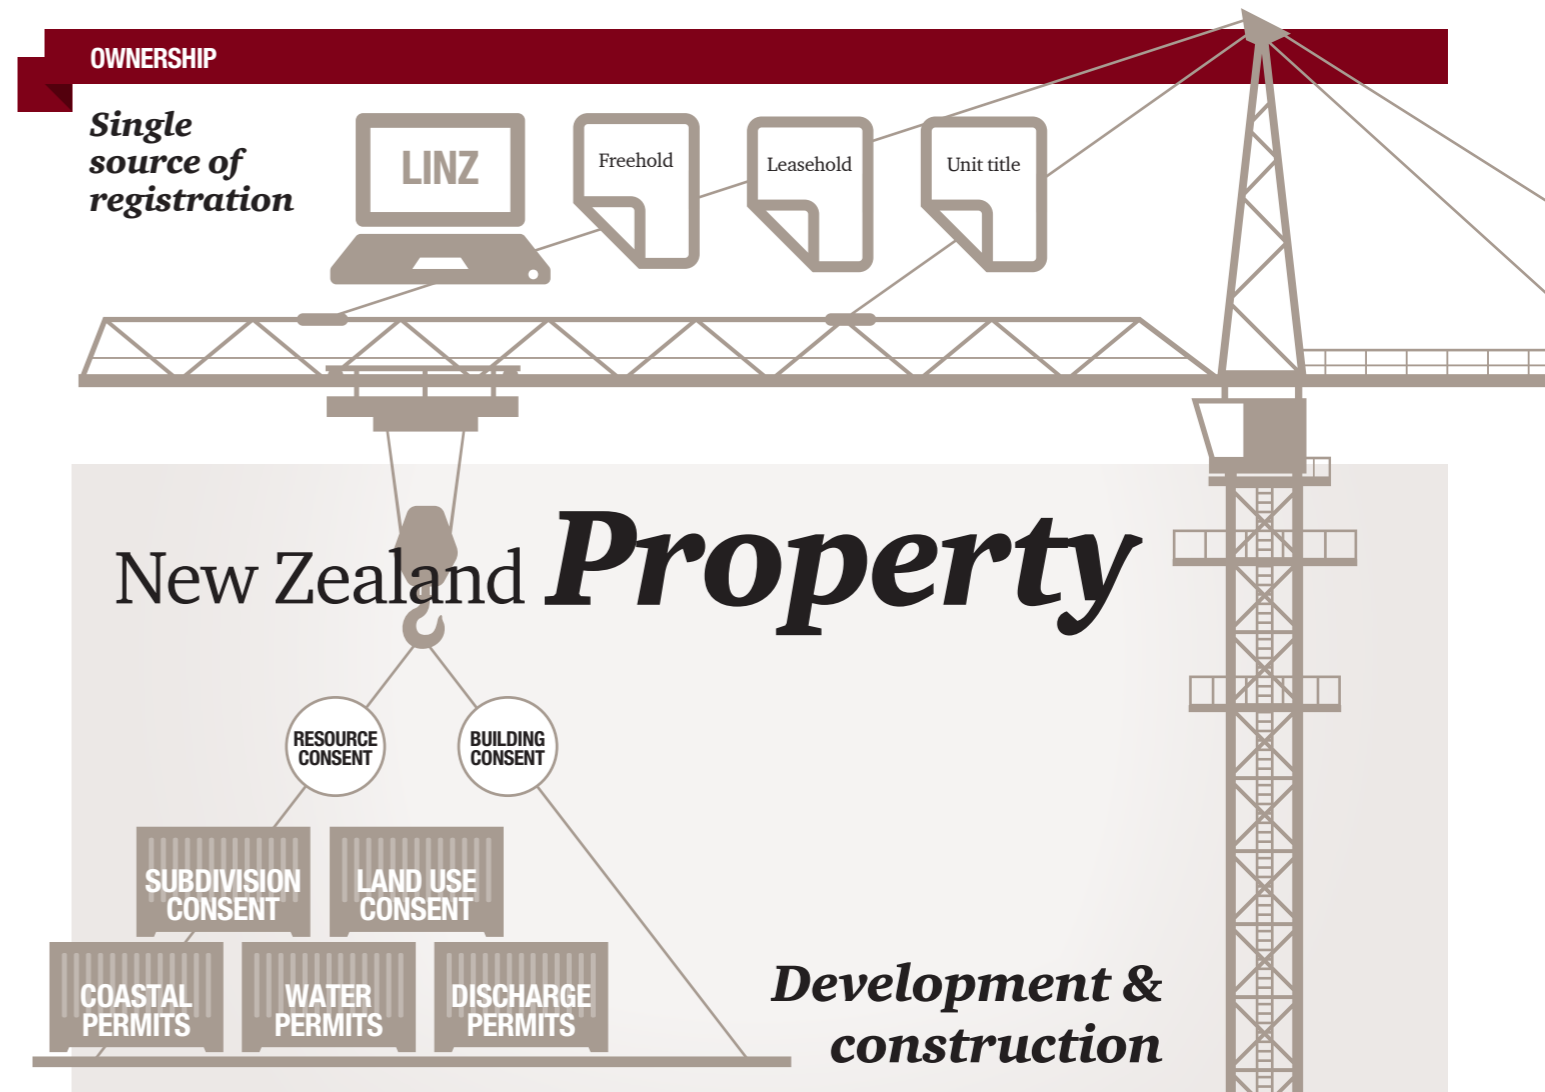 OWNERSHIP
Single
source of
registration
LINZ
Freehold
Leasehold
Unit title
New Zealand Property
RESOURCE
CONSENT
BUILDING
CONSENT
SUBDIVISION
CONSENT
LAND USE
CONSENT
COASTAL
PERMITS
WATER
PERMITS
DISCHARGE
PERMITS
Development &
construction